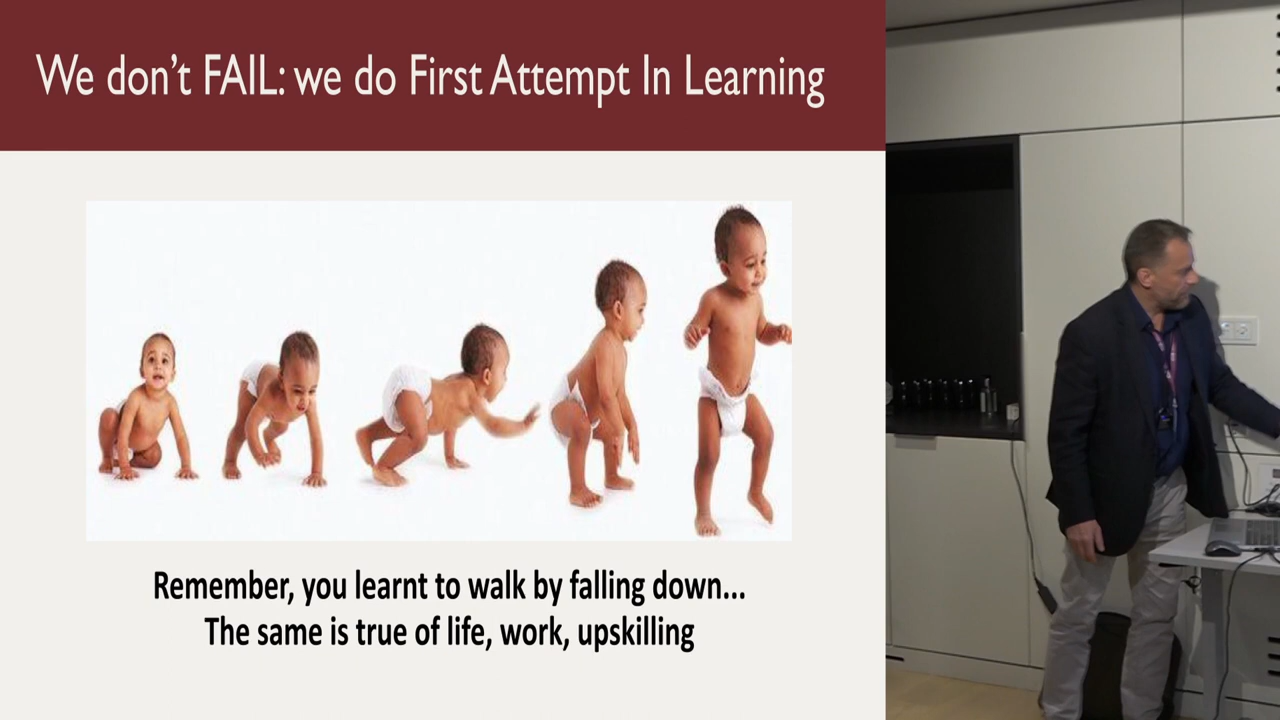 We don’t FAIL: we do First Attempt In Learning
Remember, you learnt to walk by falling down...
The same is true of life, work, upskilling